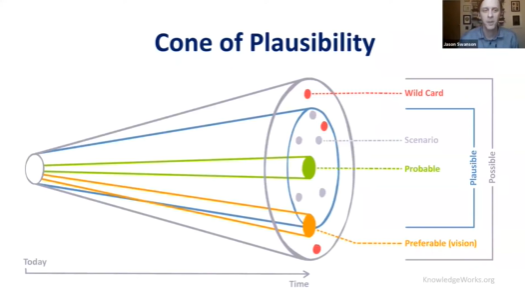 Cone of Plausibility
Jason Swanson
Wild Card
Scenario
Probable
Preferable (vision)
Plausible
Possible
Today
Time
KnowledgeWorks.org